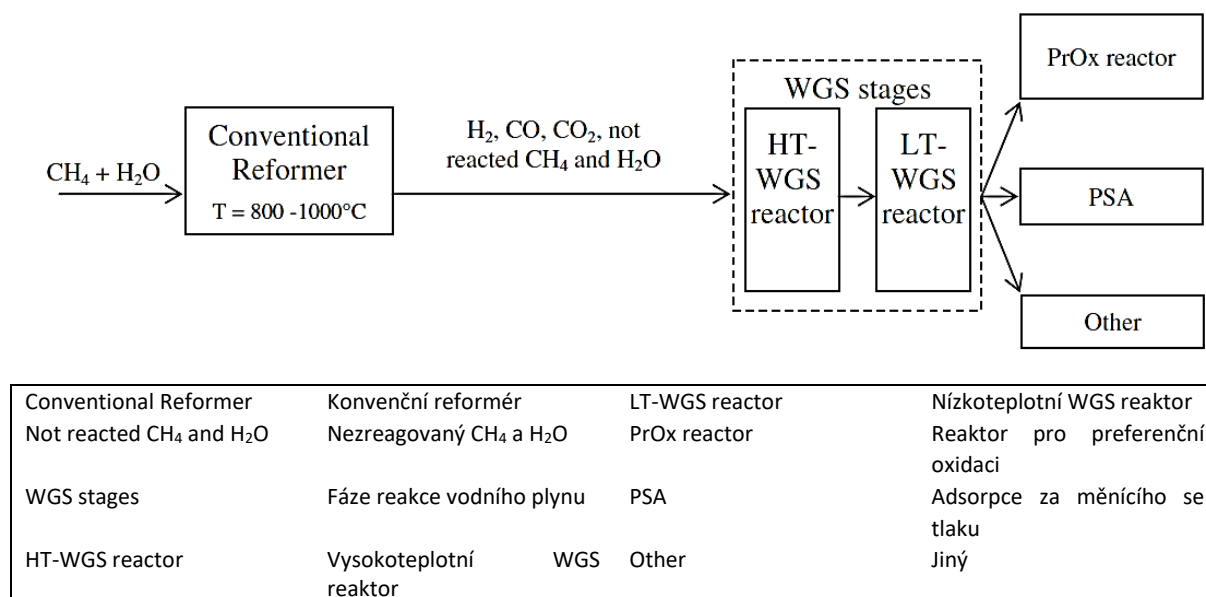 CH₄ + H₂O
Conventional
Reformer
T = 800 -1000°C
H₂, CO, CO₂, not
reacted CH₄ and H₂O
WGS stages
HT-
WGS
reactor
LT-
WGS
reactor
PrOx reactor
PSA
Other
Conventional Reformer Konvenční reformér LT-WGS reactor Nízkoteplotní WGS reaktor
Not reacted CH₄ and H₂O Nezreagovaný CH₄ a H₂O PrOx reactor Reaktor pro preferenční
oxidaci
WGS stages Fáze reakce vodního plynu PSA Adsorpce za měnícího se
tlaku
HT-WGS reactor Vysokoteplotní WGS Other Jiný
reaktor